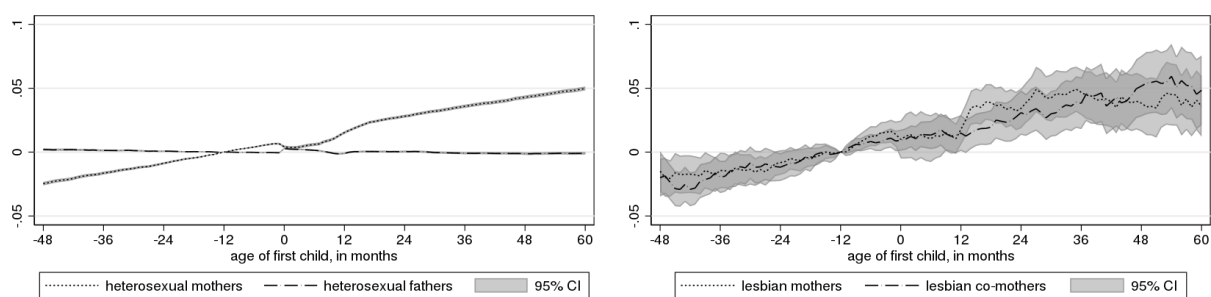 .1
.05
0
-.05
-48 -36 -24 -12 0 12 24 36 48 60
age of first child, in months
heterosexual mothers heterosexual fathers 95% CI
.1
.05
0
-.05
-48 -36 -24 -12 0 12 24 36 48 60
age of first child, in months
lesbian mothers lesbian co-mothers 95% CI